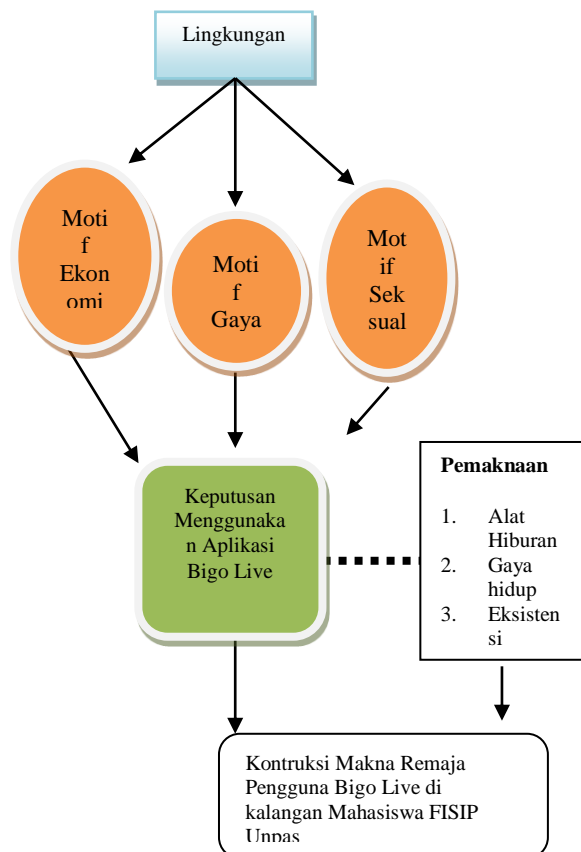 Lingkungan
Moti
f
Ekon
omi
Moti
f
Gaya
Mot
if
Sek
sual
Keputusan
Menggunaka
n Aplikasi
Bigo Live
Pemaknaan
1. Alat
Hiburan
2. Gaya
hidup
3. Eksisten
si
Kontruksi Makna Remaja
Pengguna Bigo Live di
kalangan Mahasiswa FISIP
Unpas